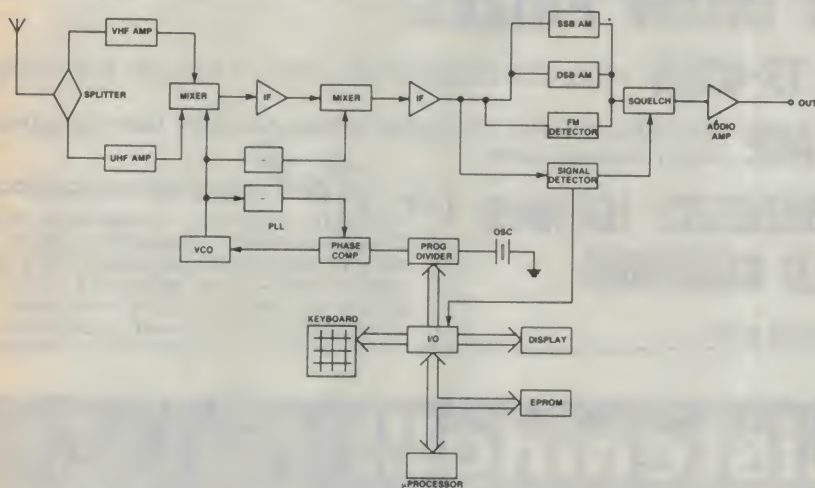 VHF AMP
SPLITTER
UHF AMP
MIXER
IF
MIXER
IF
SSB AM
DSB AM
FM
DETECTOR
SIGNAL
DETECTOR
SQUELCH
AUDIO
AMP
OUT
-
-
PLL
VCO
PHASE
COMP
PROG
DIVIDER
OSC
KEYBOARD
I/O
DISPLAY
EPROM
μPROCESSOR